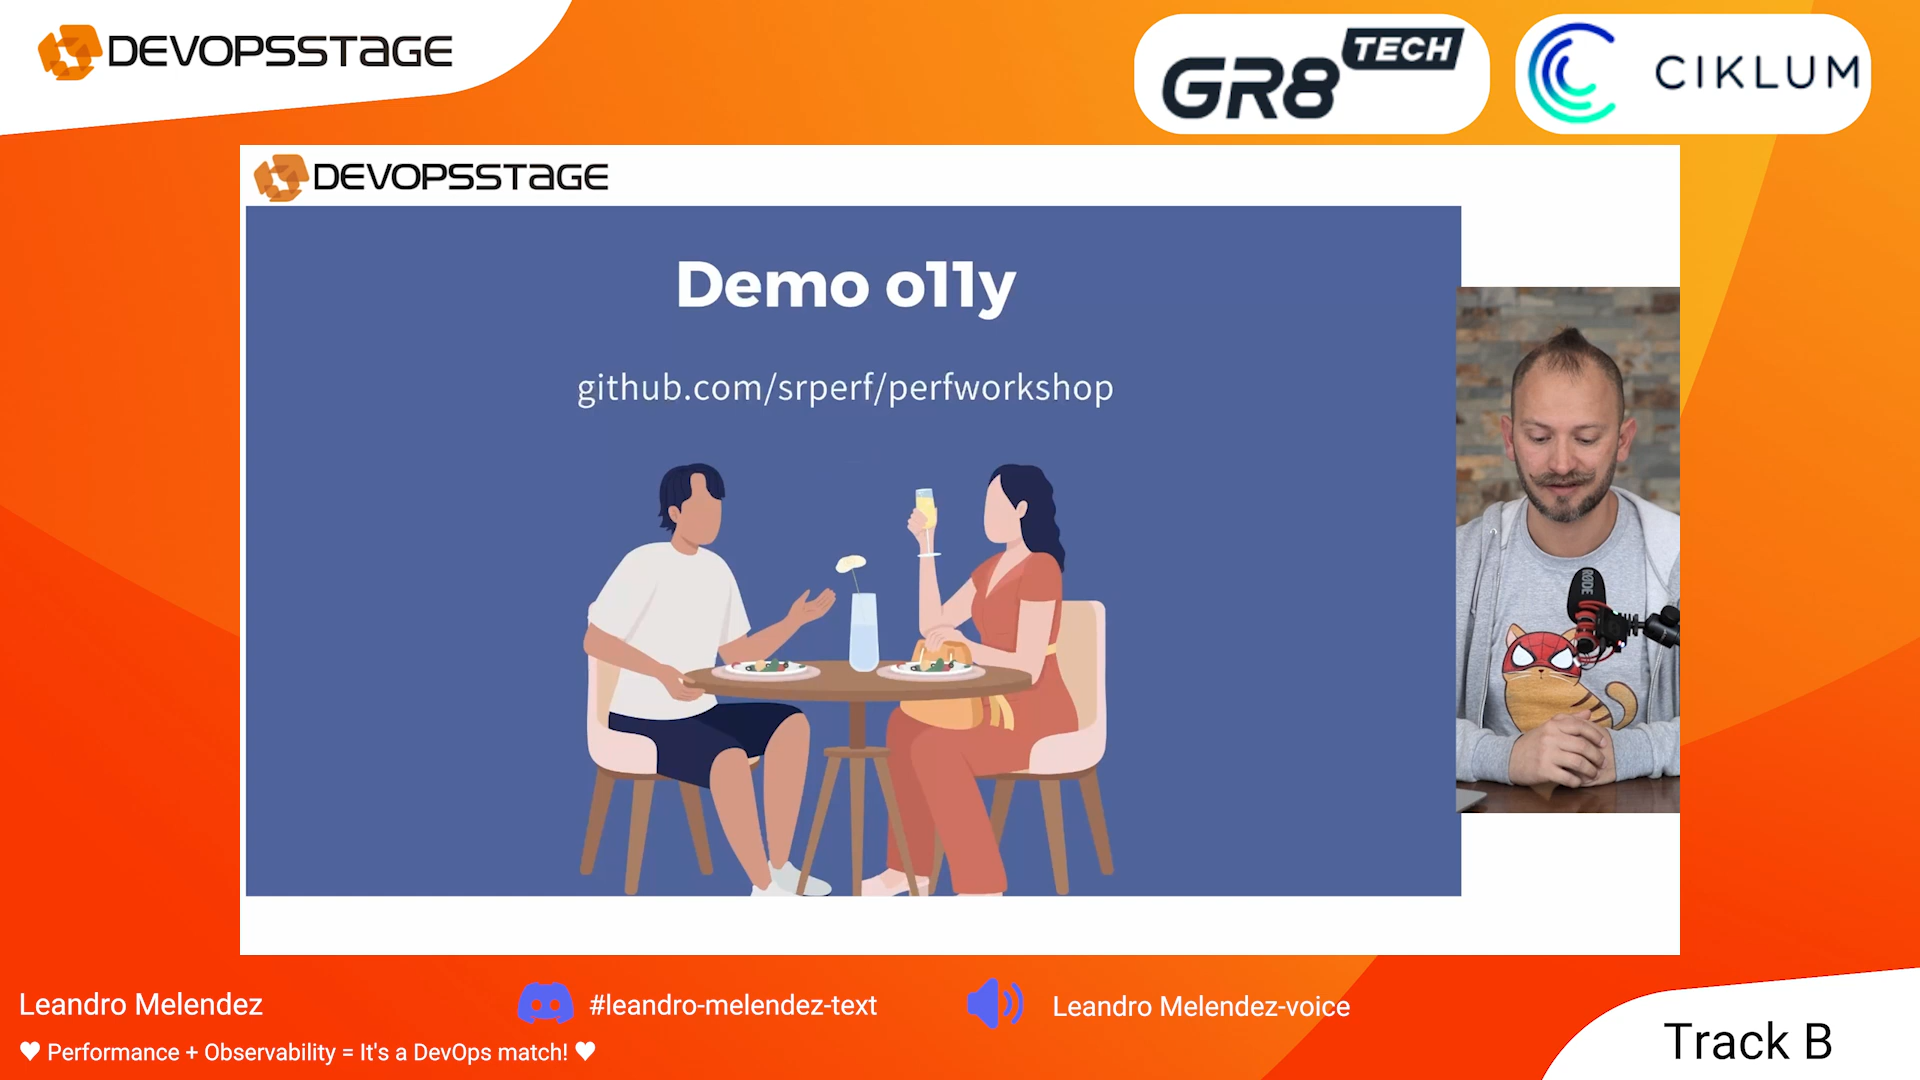 DEVOPSSTAGE
GR8 TECH
CIKLUM
DEVOPSSTAGE
Demo o11y
github.com/srperf/perfworkshop
RØDE
Leandro Melendez
#leandro-melendez-text
Leandro Melendez-voice
♥ Performance + Observability = It's a DevOps match! ♥
Track B